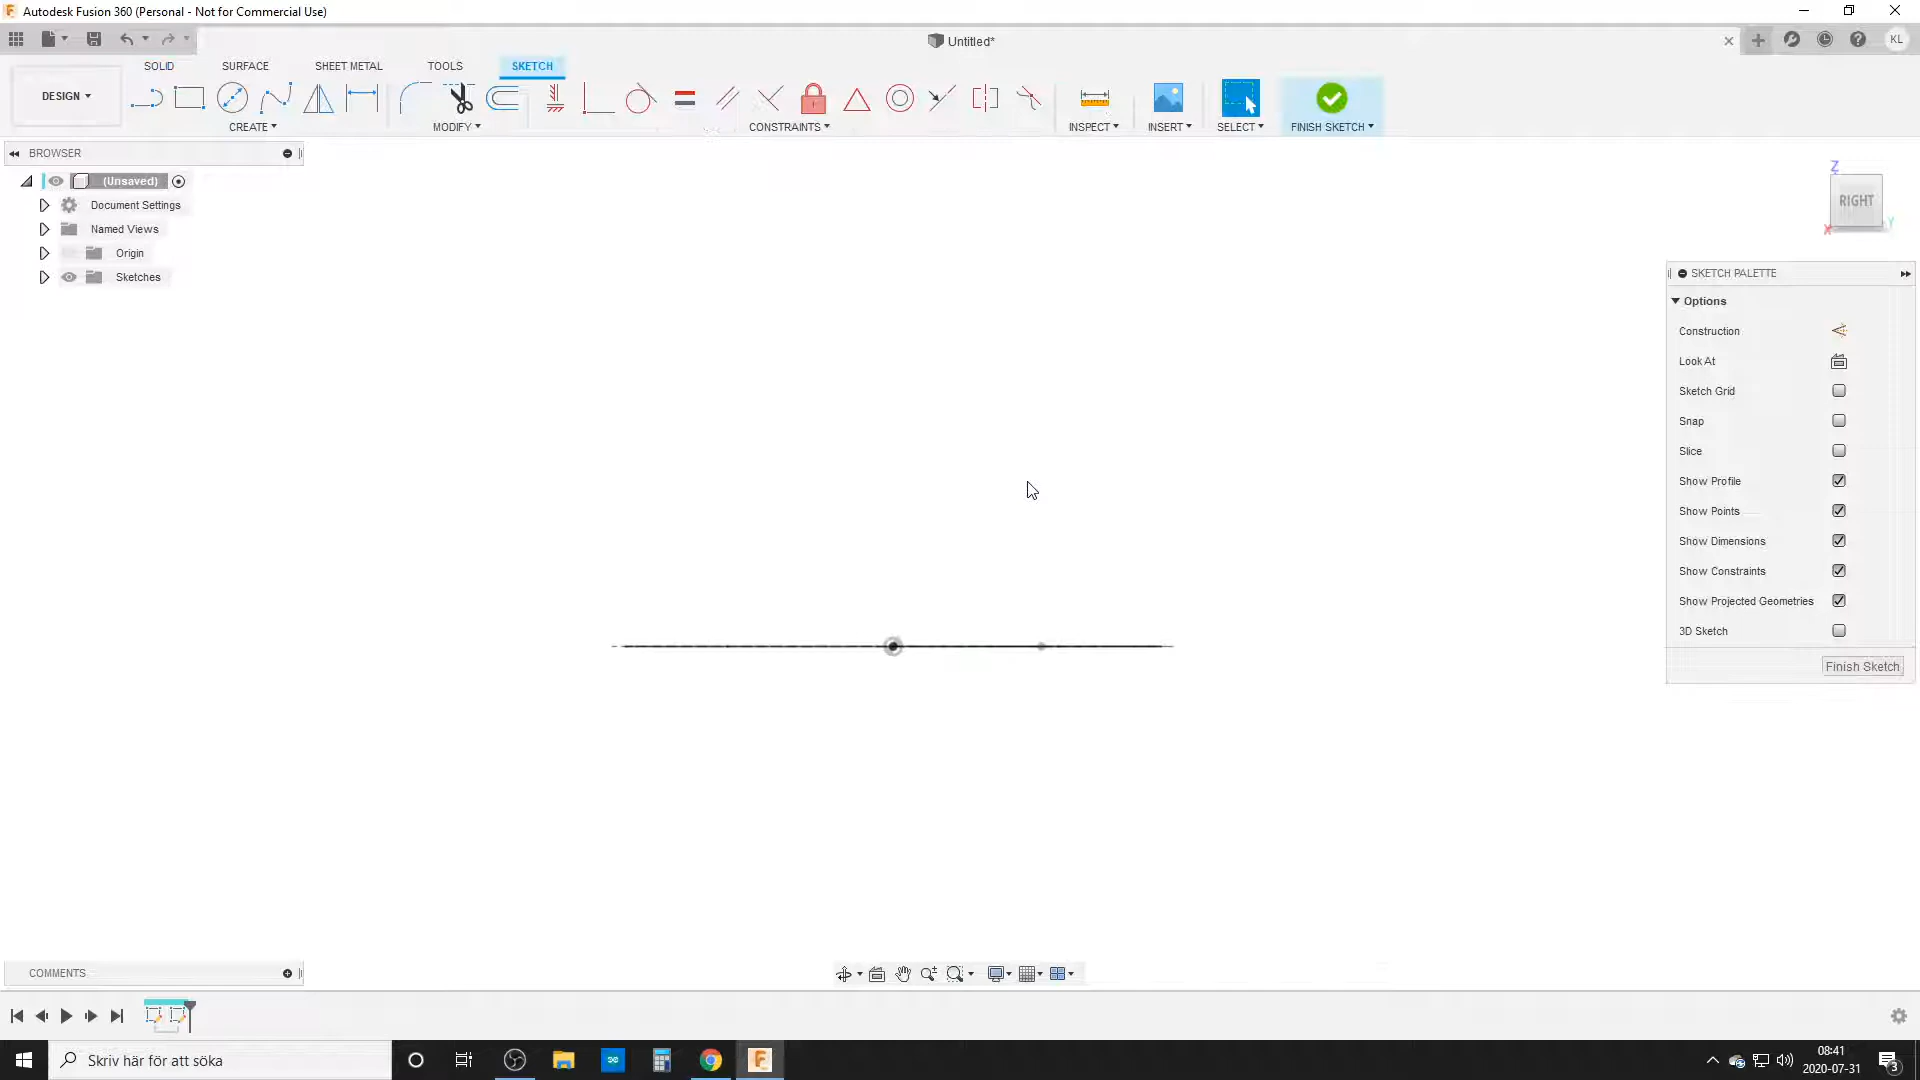 Autodesk Fusion 360 (Personal - Not for Commercial Use)
Untitled*
KL
SOLID SURFACE SHEET METAL TOOLS SKETCH
DESIGN
CREATE MODIFY CONSTRAINTS INSPECT INSERT SELECT FINISH SKETCH
BROWSER
(Unsaved)
Document Settings
Named Views
Origin
Sketches
Z
RIGHT
X Y
SKETCH PALETTE
Options
Construction
Look At
Sketch Grid
Snap
Slice
Show Profile
Show Points
Show Dimensions
Show Constraints
Show Projected Geometries
3D Sketch
Finish Sketch
COMMENTS
Skriv här för att söka
08:41
2020-07-31
3